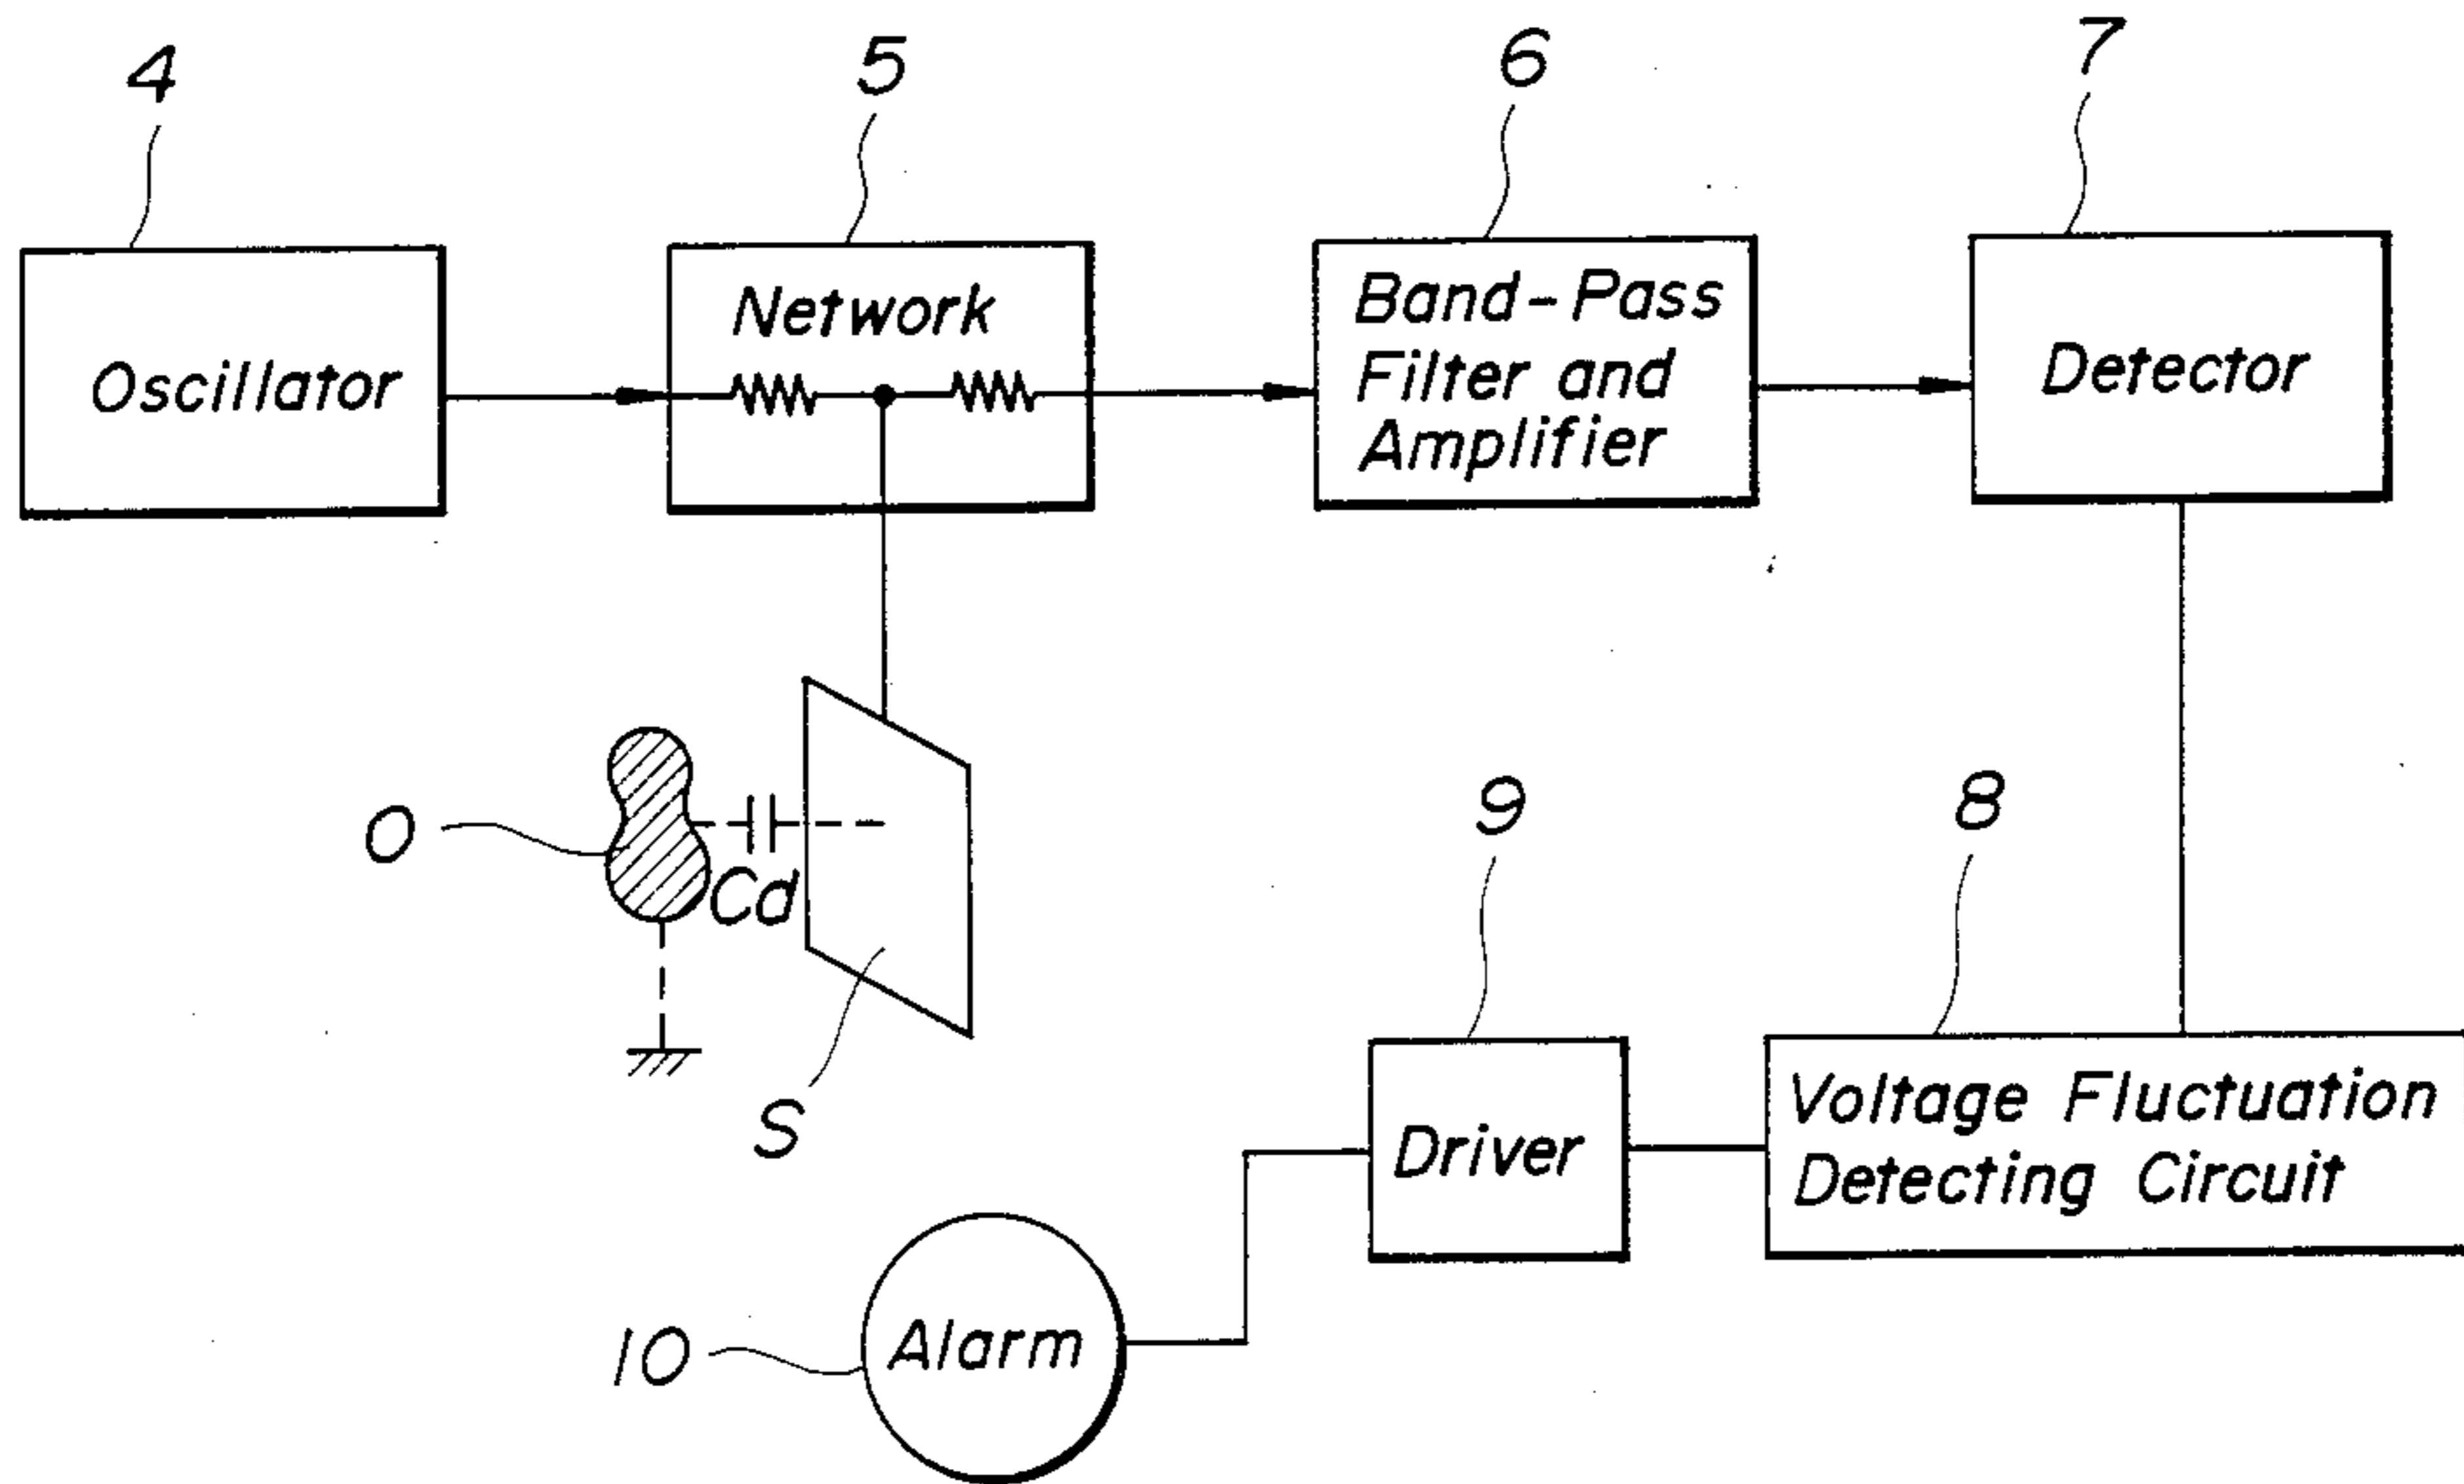 4
5
6
7
Oscillator
Network
Band-Pass
Filter and
Amplifier
Detector
O
Cd
S
9
8
Driver
Voltage Fluctuation
Detecting Circuit
10
Alarm